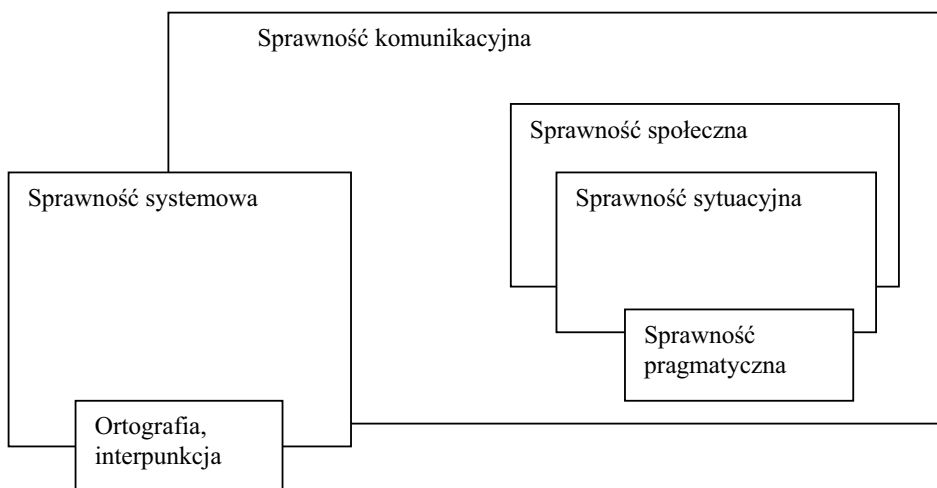 Sprawność komunikacyjna
Sprawność społeczna
Sprawność systemowa
Sprawność sytuacyjna
Sprawność
pragmatyczna
Ortografia,
interpunkcja